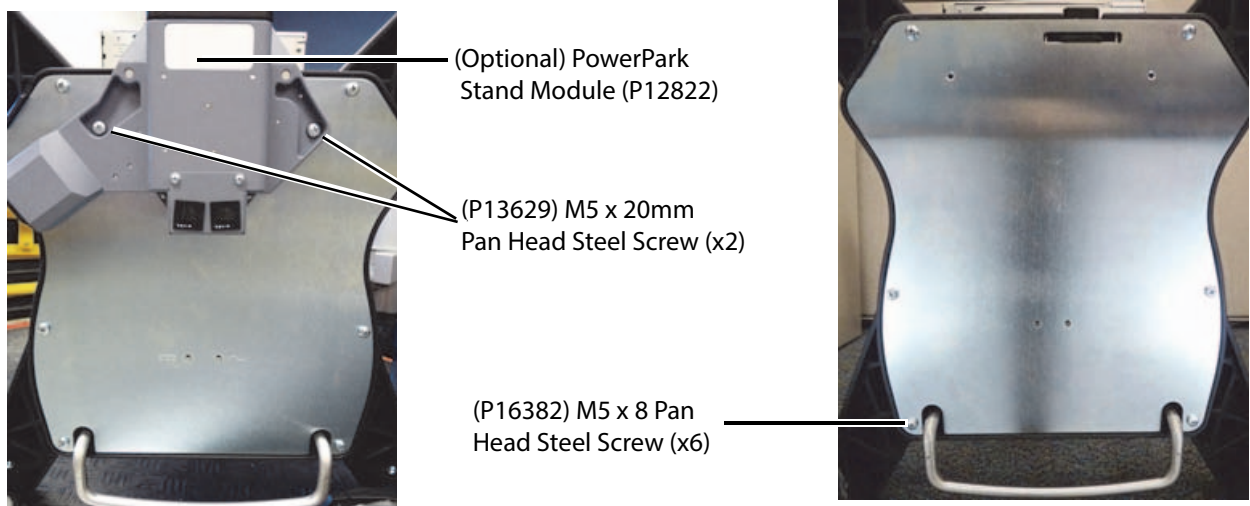 (Optional) PowerPark
Stand Module (P12822)
(P13629) M5 x 20mm
Pan Head Steel Screw (x2)
(P16382) M5 x 8 Pan
Head Steel Screw (x6)